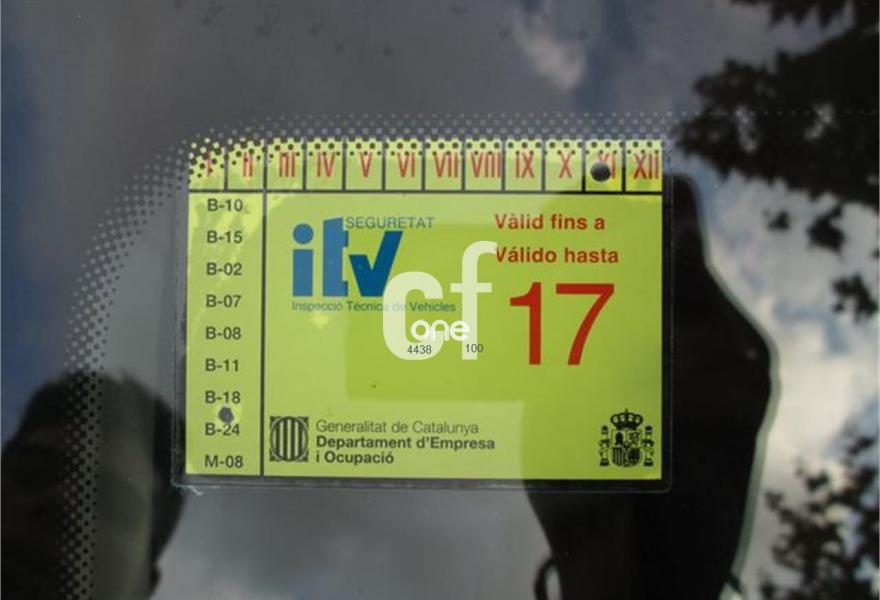 I II III IV V VI VII VIII IX X XI XII
B-10
B-15
B-02
B-07
B-08
B-11
B-18
B-24
M-08
SEGURETAT
itv
Inspecció Tècnica de Vehicles
Vàlid fins a
Válido hasta
17
cf
one
4438 100
Generalitat de Catalunya
Departament d'Empresa
i Ocupació